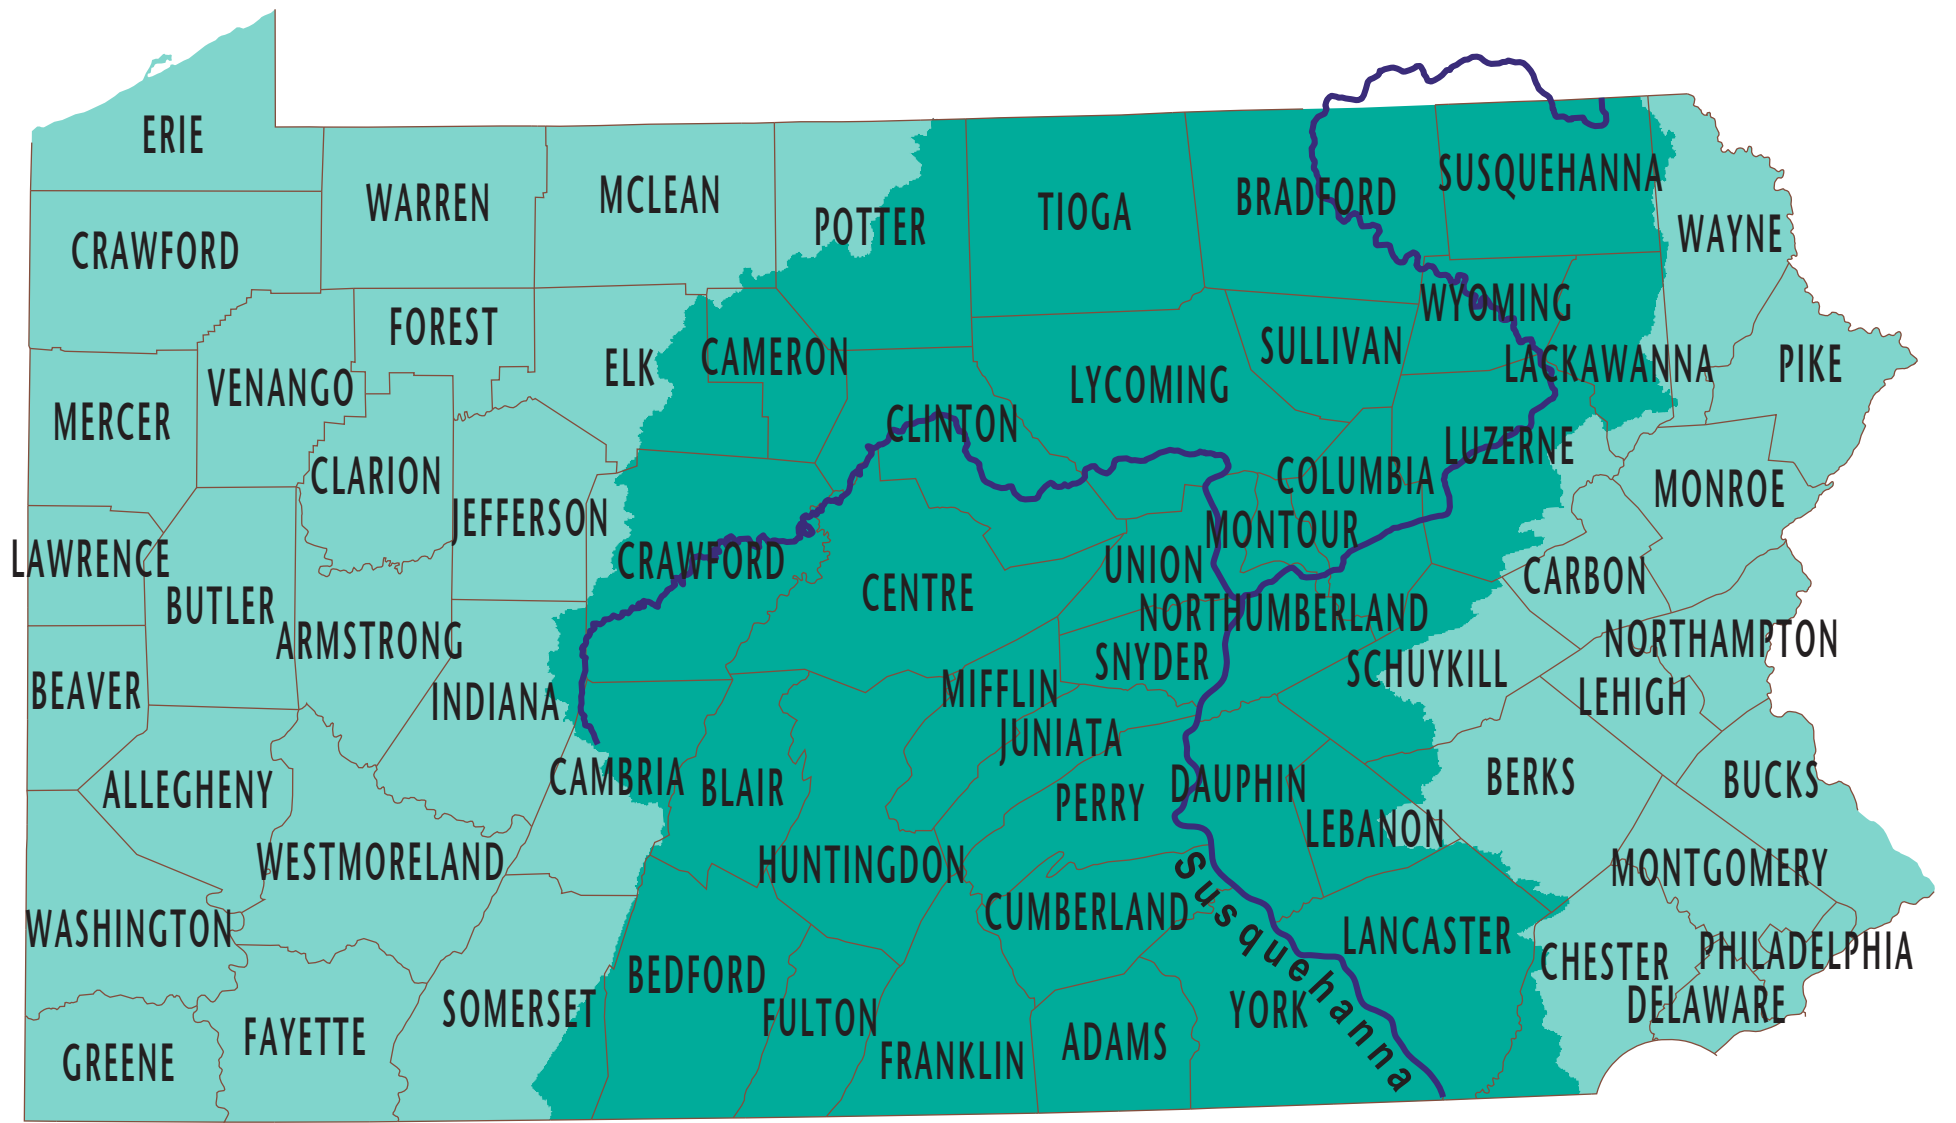 ERIE
WARREN
MCLEAN
POTTER
TIOGA
BRADFORD
SUSQUEHANNA
WAYNE
CRAWFORD
FOREST
ELK
CAMERON
SULLIVAN
WYOMING
LACKAWANNA
PIKE
MERCER
VENANGO
CLARION
JEFFERSON
CLINTON
LYCOMING
COLUMBIA
LUZERNE
MONROE
LAWRENCE
BUTLER
ARMSTRONG
CRAWFORD
CENTRE
UNION
MONTOUR
NORTHUMBERLAND
CARBON
NORTHAMPTON
BEAVER
INDIANA
MIFFLIN
SNYDER
SCHUYKILL
LEHIGH
ALLEGHENY
CAMBRIA
BLAIR
JUNIATA
PERRY
DAUPHIN
LEBANON
BERKS
BUCKS
WESTMORELAND
HUNTINGDON
CUMBERLAND
Susquehanna
LANCASTER
MONTGOMERY
WASHINGTON
SOMERSET
BEDFORD
FULTON
FRANKLIN
ADAMS
YORK
CHESTER
PHILADELPHIA
DELAWARE
GREENE
FAYETTE